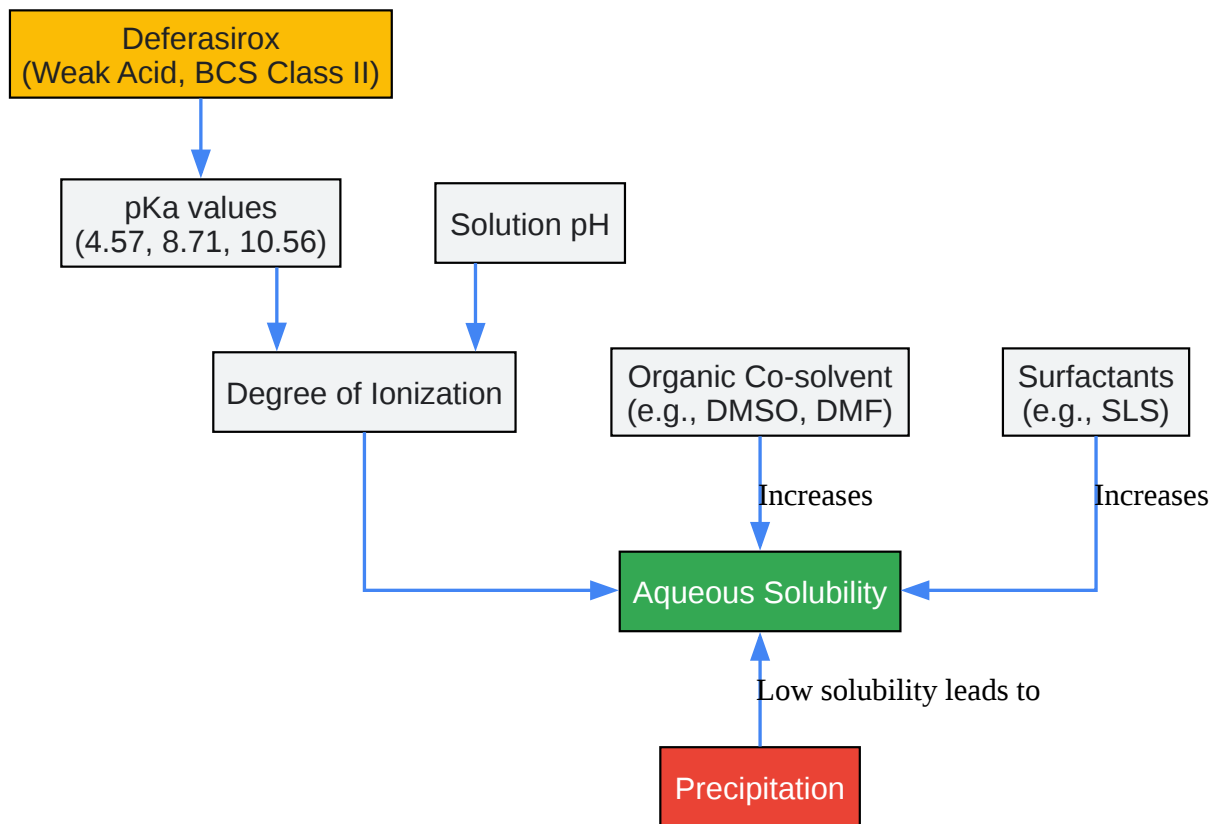 Deferasirox
(Weak Acid, BCS Class II)
pKa values
(4.57, 8.71, 10.56)
Solution pH
Degree of Ionization
Organic Co-solvent
(e.g., DMSO, DMF)
Surfactants
(e.g., SLS)
Increases
Increases
Aqueous Solubility
Low solubility leads to
Precipitation